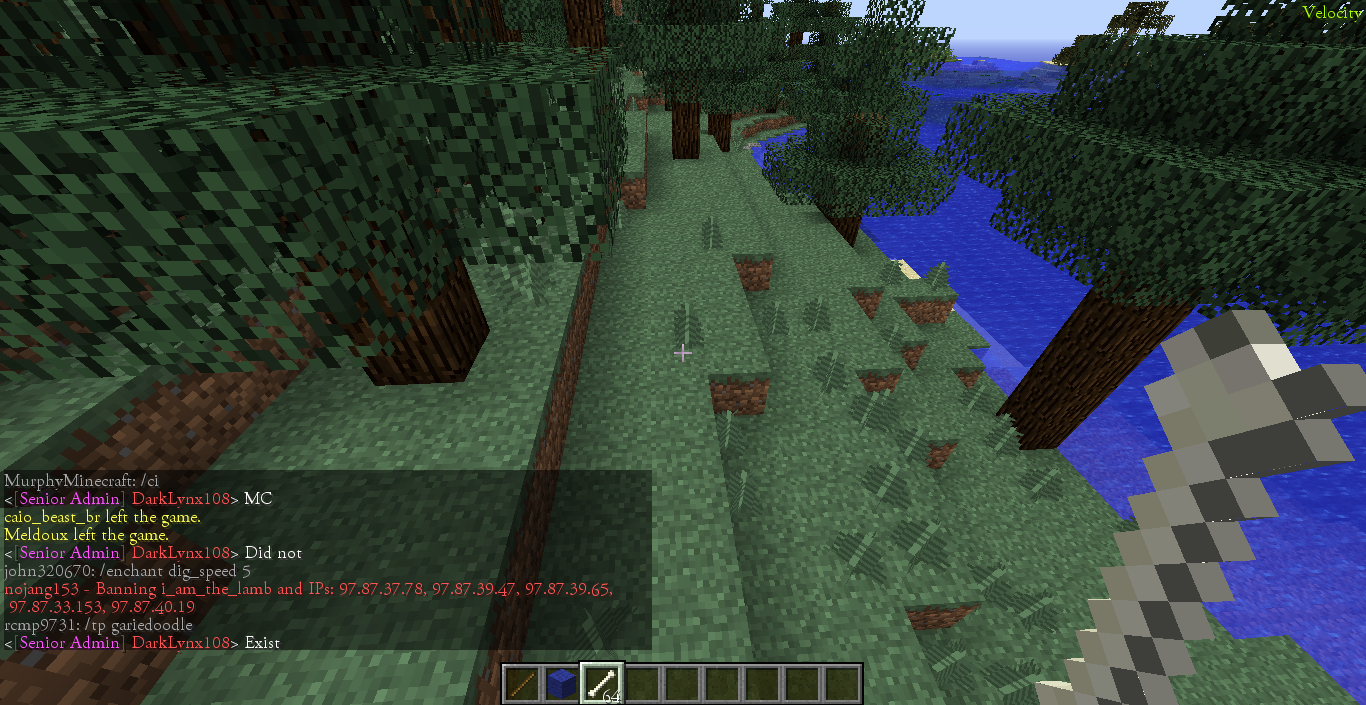 Velocity
MurphyMinecraft: /ci
<[Senior Admin] DarkLynx108> MC
caio_beast_br left the game.
Meldoux left the game.
<[Senior Admin] DarkLynx108> Did not
john320670: /enchant dig_speed 5
nojang153 - Banning i_am_the_lamb and IPs: 97.87.37.78, 97.87.39.47, 97.87.39.65,
97.87.33.153, 97.87.40.19
rcmp9731: /tp gariedoodle
<[Senior Admin] DarkLynx108> Exist
64